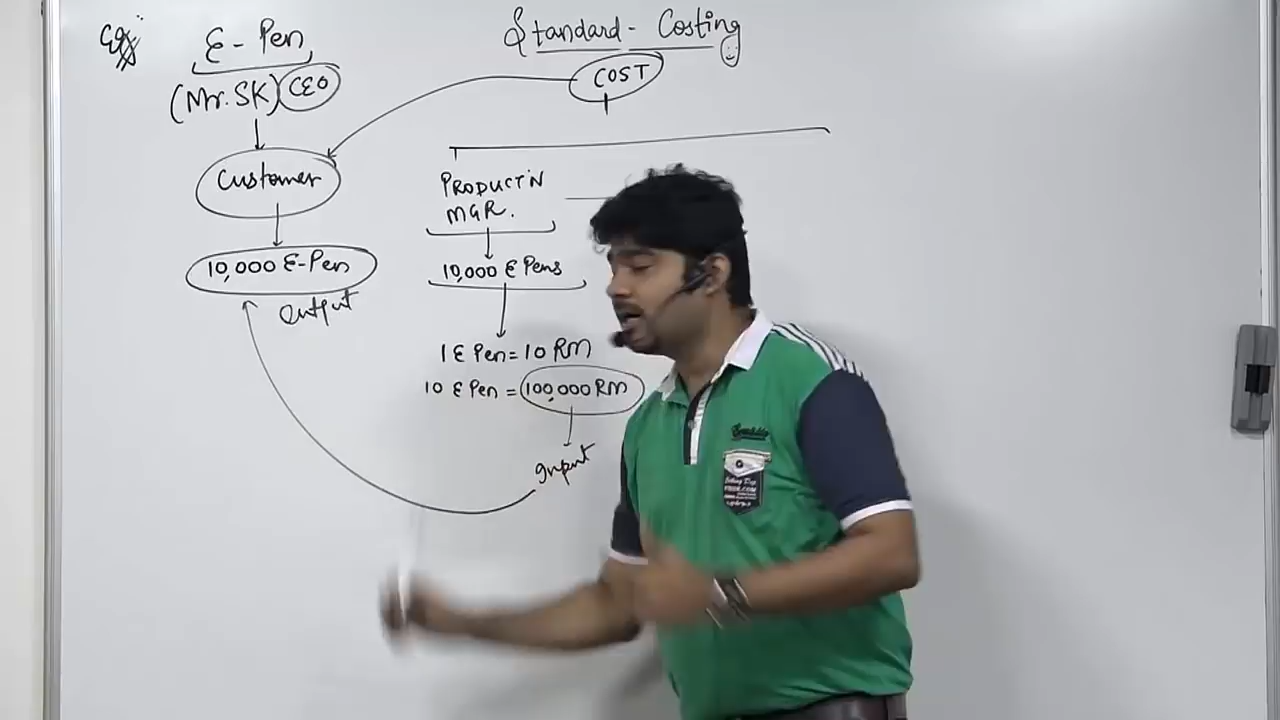 Eg:
E-Pen
(Mr. SK) CEO
Customer
10,000 E-Pen
Output
Standard-Costing
COST
PRODUCT'N
MGR.
10,000 E Pens
1 E Pen = 10 RM
10 E Pen = 100,000 RM
Input